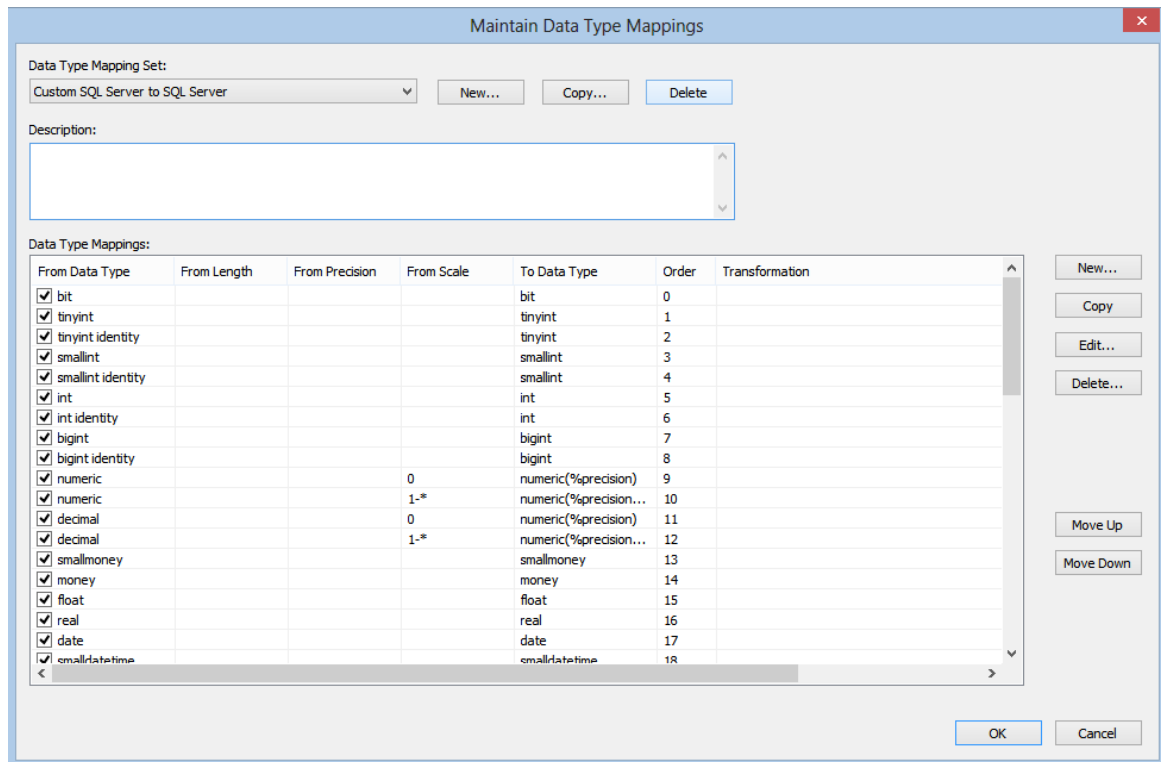 Maintain Data Type Mappings
Data Type Mapping Set:
Custom SQL Server to SQL Server New... Copy... Delete
Description:
Data Type Mappings:
From Data Type From Length From Precision From Scale To Data Type Order Transformation New...
bit bit 0
tinyint tinyint 1 Copy
tinyint identity tinyint 2
smallint smallint 3 Edit...
smallint identity smallint 4 Delete...
int int 5
int identity int 6
bigint bigint 7
bigint identity bigint 8
numeric 0 numeric(%precision) 9
numeric 1-* numeric(%precision... 10
decimal 0 numeric(%precision) 11 Move Up
decimal 1-* numeric(%precision... 12
smallmoney smallmoney 13 Move Down
money money 14
float float 15
real real 16
date date 17
smalldatetime smalldatetime 18
OK Cancel